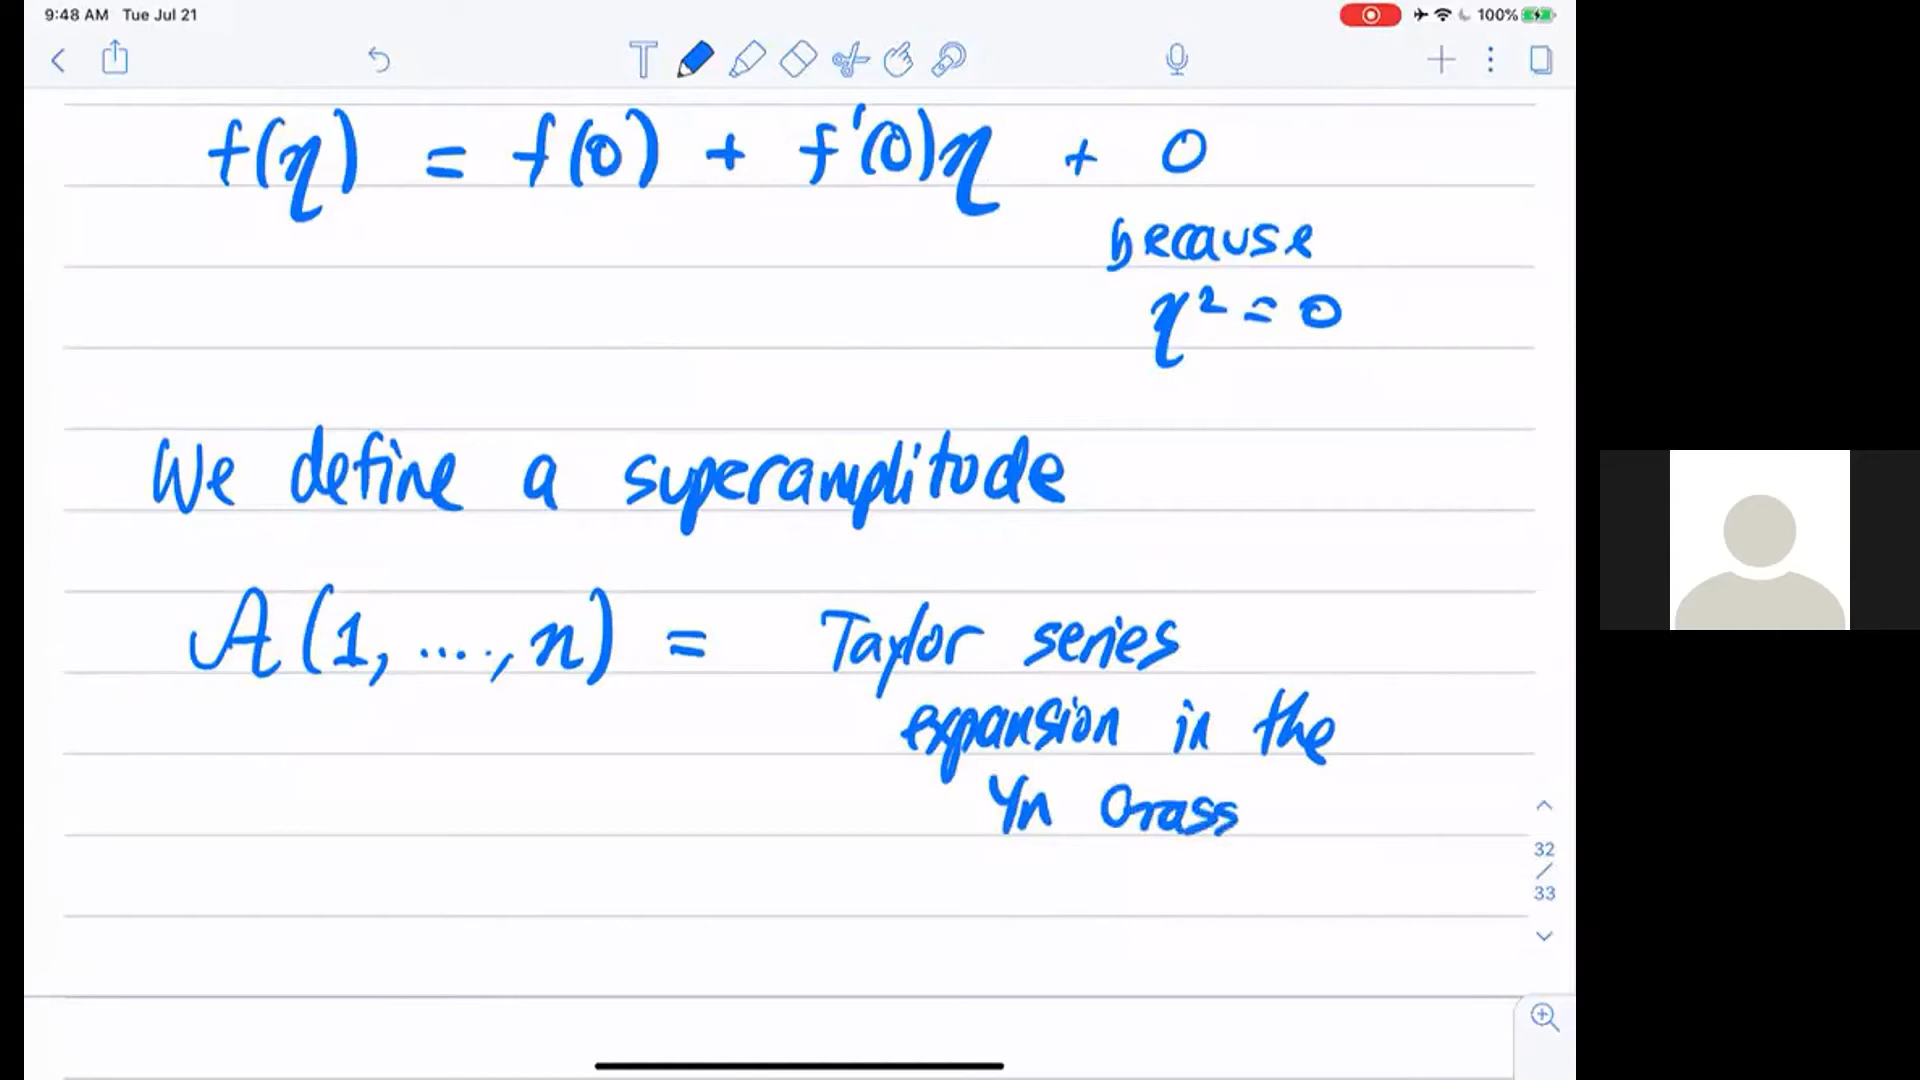 9:48 AM Tue Jul 21
100%
T
f(η) = f(0) + f'(0)η + 0
because
η² = 0
We define a superamplitude
A(1, ...., n) = Taylor series
expansion in the
4n Grass
32
/
33